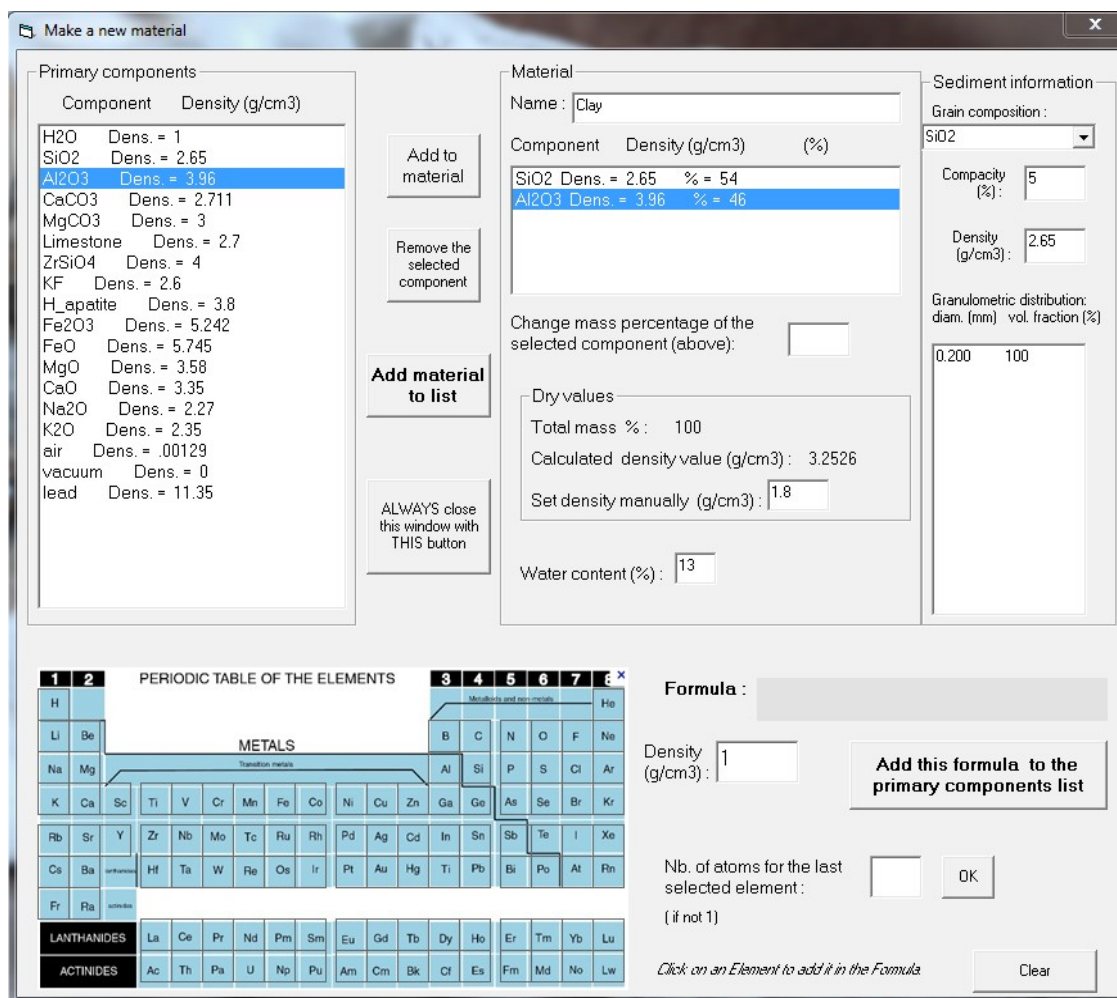 Make a new material
x
Primary components
Component Density (g/cm3)
H2O Dens. = 1
SiO2 Dens. = 2.65
Al2O3 Dens. = 3.96
CaCO3 Dens. = 2.711
MgCO3 Dens. = 3
Limestone Dens. = 2.7
ZrSiO4 Dens. = 4
KF Dens. = 2.6
H_apatite Dens. = 3.8
Fe2O3 Dens. = 5.242
FeO Dens. = 5.745
MgO Dens. = 3.58
CaO Dens. = 3.35
Na2O Dens. = 2.27
K2O Dens. = 2.35
air Dens. = .00129
vacuum Dens. = 0
lead Dens. = 11.35
Add to
material
Remove the
selected
component
Add material
to list
ALWAYS close
this window with
THIS button
Material
Name : Clay
Component Density (g/cm3) (%)
SiO2 Dens. = 2.65 % = 54
Al2O3 Dens. = 3.96 % = 46
Change mass percentage of the
selected component (above):
Dry values
Total mass % : 100
Calculated density value (g/cm3) : 3.2526
Set density manually (g/cm3) : 1.8
Water content (%) : 13
Sediment information
Grain composition :
SiO2
Compacity
(%) : 5
Density
(g/cm3) : 2.65
Granulometric distribution:
diam. (mm) vol. fraction (%)
0.200 100
1 2 PERIODIC TABLE OF THE ELEMENTS 3 4 5 6 7 8 x
H Metalloids and non-metals He
Li Be B C N O F Ne
METALS
Na Mg Transition metals Al Si P S Cl Ar
K Ca Sc Ti V Cr Mn Fe Co Ni Cu Zn Ga Ge As Se Br Kr
Rb Sr Y Zr Nb Mo Tc Ru Rh Pd Ag Cd In Sn Sb Te I Xe
Cs Ba lanthanides Hf Ta W Re Os Ir Pt Au Hg Ti Pb Bi Po At Rn
Fr Ra actinides
LANTHANIDES La Ce Pr Nd Pm Sm Eu Gd Tb Dy Ho Er Tm Yb Lu
ACTINIDES Ac Th Pa U Np Pu Am Cm Bk Cf Es Fm Md No Lw
Formula :
Density
(g/cm3) : 1
Add this formula to the
primary components list
Nb. of atoms for the last
selected element :
( if not 1)
OK
Click on an Element to add it in the Formula
Clear